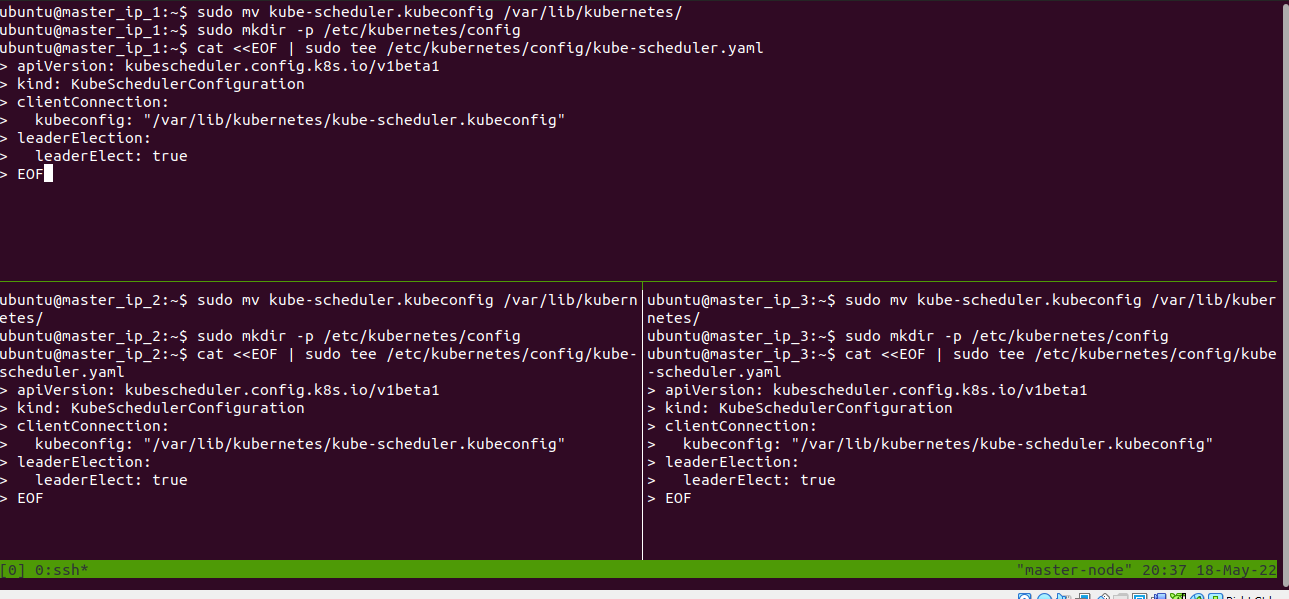 ubuntu@master_ip_1:~$ sudo mv kube-scheduler.kubeconfig /var/lib/kubernetes/
ubuntu@master_ip_1:~$ sudo mkdir -p /etc/kubernetes/config
ubuntu@master_ip_1:~$ cat <<EOF | sudo tee /etc/kubernetes/config/kube-scheduler.yaml
> apiVersion: kubescheduler.config.k8s.io/v1beta1
> kind: KubeSchedulerConfiguration
> clientConnection:
>   kubeconfig: "/var/lib/kubernetes/kube-scheduler.kubeconfig"
> leaderElection:
>   leaderElect: true
> EOF
ubuntu@master_ip_2:~$ sudo mv kube-scheduler.kubeconfig /var/lib/kubern
etes/
ubuntu@master_ip_2:~$ sudo mkdir -p /etc/kubernetes/config
ubuntu@master_ip_2:~$ cat <<EOF | sudo tee /etc/kubernetes/config/kube-
scheduler.yaml
> apiVersion: kubescheduler.config.k8s.io/v1beta1
> kind: KubeSchedulerConfiguration
> clientConnection:
>   kubeconfig: "/var/lib/kubernetes/kube-scheduler.kubeconfig"
> leaderElection:
>   leaderElect: true
> EOF
ubuntu@master_ip_3:~$ sudo mv kube-scheduler.kubeconfig /var/lib/kuber
netes/
ubuntu@master_ip_3:~$ sudo mkdir -p /etc/kubernetes/config
ubuntu@master_ip_3:~$ cat <<EOF | sudo tee /etc/kubernetes/config/kube
-scheduler.yaml
> apiVersion: kubescheduler.config.k8s.io/v1beta1
> kind: KubeSchedulerConfiguration
> clientConnection:
>   kubeconfig: "/var/lib/kubernetes/kube-scheduler.kubeconfig"
> leaderElection:
>   leaderElect: true
> EOF
[0] 0:ssh* "master-node" 20:37 18-May-22